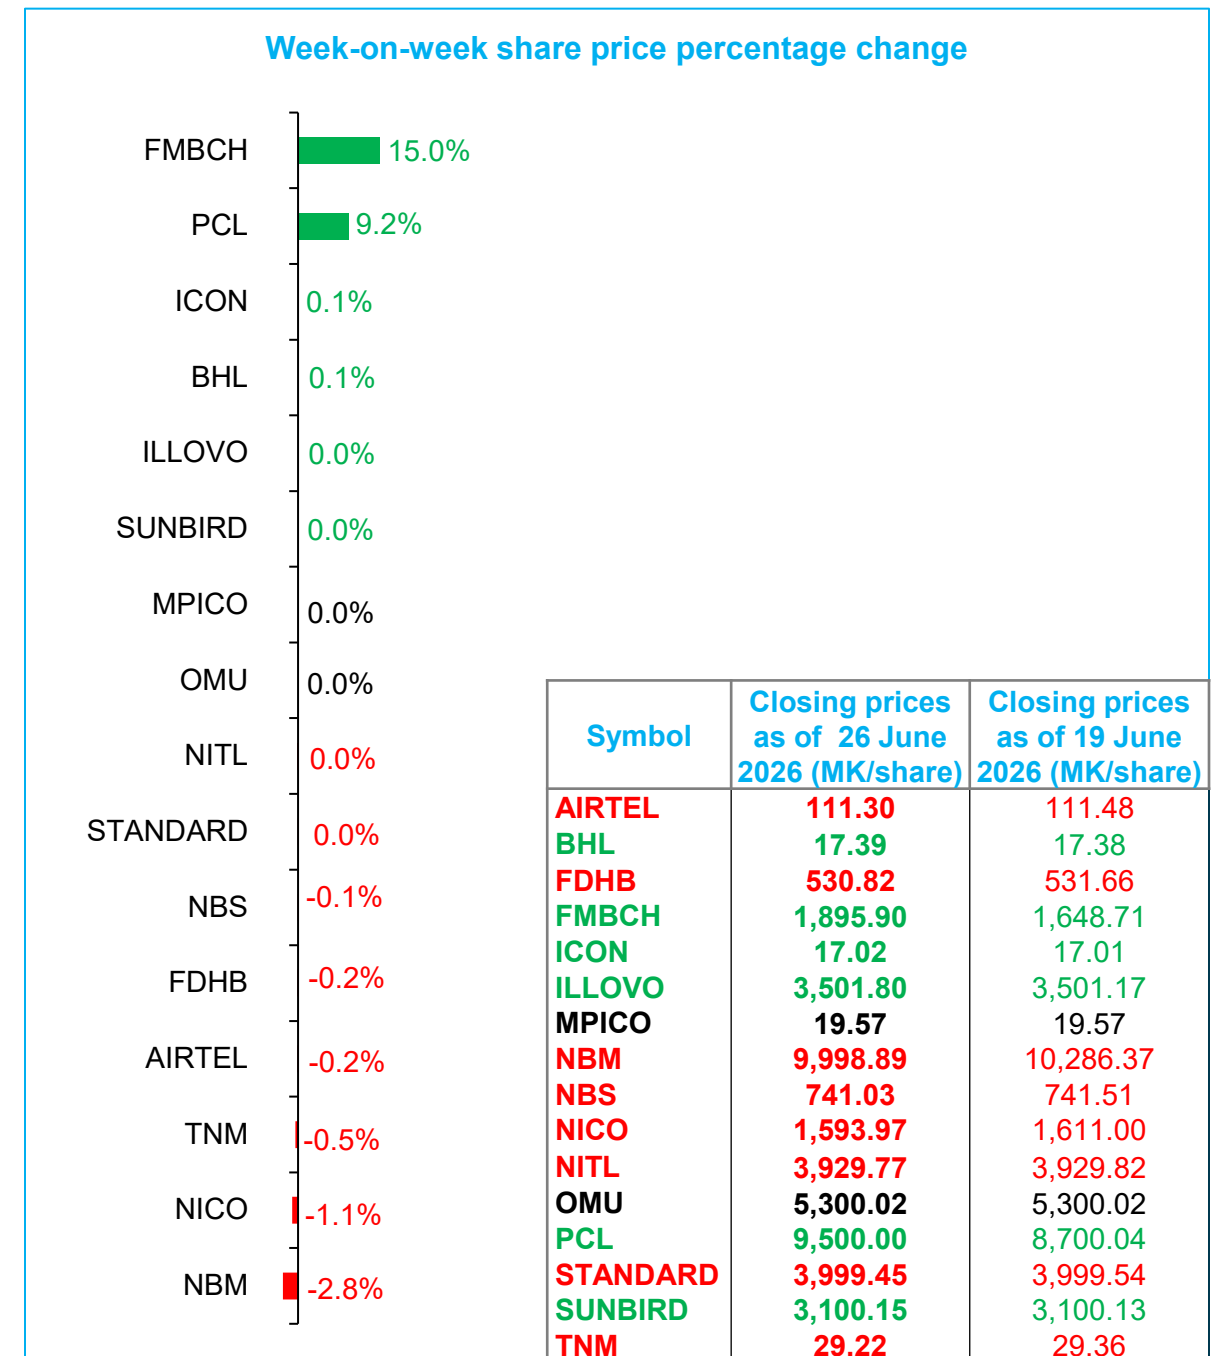 Week-on-week share price percentage change
FMBCH 15.0%
PCL 9.2%
ICON 0.1%
BHL 0.1%
ILLOVO 0.0%
SUNBIRD 0.0%
MPICO 0.0%
OMU 0.0%
NITL 0.0%
STANDARD 0.0%
NBS -0.1%
FDHB -0.2%
AIRTEL -0.2%
TNM -0.5%
NICO -1.1%
NBM -2.8%
Symbol
Closing prices
as of 26 June
2026 (MK/share)
Closing prices
as of 19 June
2026 (MK/share)
AIRTEL 111.30 111.48
BHL 17.39 17.38
FDHB 530.82 531.66
FMBCH 1,895.90 1,648.71
ICON 17.02 17.01
ILLOVO 3,501.80 3,501.17
MPICO 19.57 19.57
NBM 9,998.89 10,286.37
NBS 741.03 741.51
NICO 1,593.97 1,611.00
NITL 3,929.77 3,929.82
OMU 5,300.02 5,300.02
PCL 9,500.00 8,700.04
STANDARD 3,999.45 3,999.54
SUNBIRD 3,100.15 3,100.13
TNM 29.22 29.36